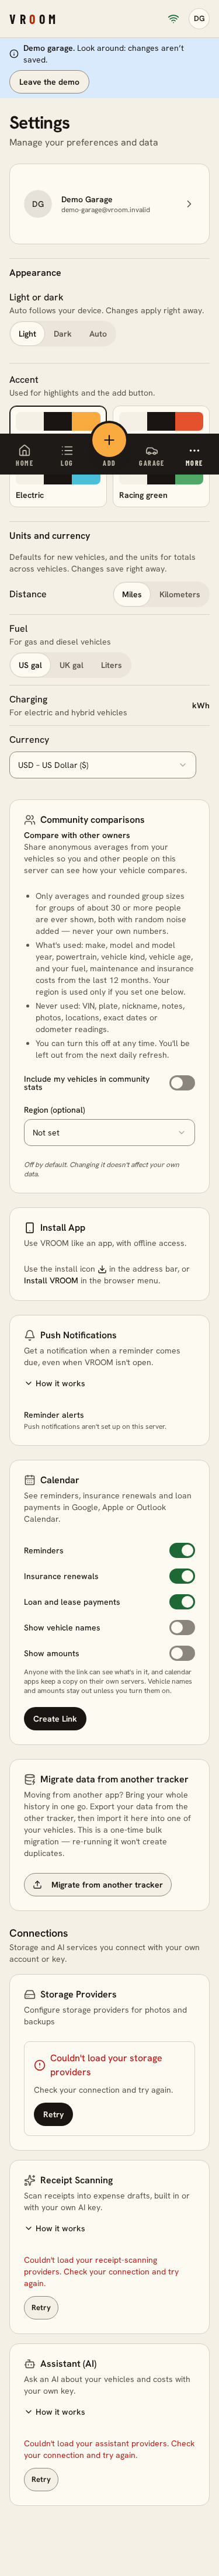 VROOM
DG
Demo garage. Look around: changes aren't
saved.
Leave the demo
Settings
Manage your preferences and data
DG
Demo Garage
demo-garage@vroom.invalid
Appearance
Light or dark
Auto follows your device. Changes apply right away.
Light
Dark
Auto
Accent
Used for highlights and the add button.
HOME
LOG
ADD
GARAGE
MORE
Electric
Racing green
Units and currency
Defaults for new vehicles, and the units for totals
across vehicles. Changes save right away.
Distance
Miles
Kilometers
Fuel
For gas and diesel vehicles
US gal
UK gal
Liters
Charging
For electric and hybrid vehicles
kWh
Currency
USD – US Dollar ($)
Community comparisons
Compare with other owners
Share anonymous averages from your
vehicles so you and other people on this
server can see how your vehicle compares.
• Only averages and rounded group sizes
for groups of about 30 or more people
are ever shown, both with random noise
added — never your own numbers.
• What's used: make, model and model
year, powertrain, vehicle kind, vehicle age,
and your fuel, maintenance and insurance
costs from the last 12 months. Your
region is used only if you set one below.
• Never used: VIN, plate, nickname, notes,
photos, locations, exact dates or
odometer readings.
• You can turn this off at any time. You'll be
left out from the next daily refresh.
Include my vehicles in community
stats
Region (optional)
Not set
Off by default. Changing it doesn't affect your own
data.
Install App
Use VROOM like an app, with offline access.
Use the install icon in the address bar, or
Install VROOM in the browser menu.
Push Notifications
Get a notification when a reminder comes
due, even when VROOM isn't open.
How it works
Reminder alerts
Push notifications aren't set up on this server.
Calendar
See reminders, insurance renewals and loan
payments in Google, Apple or Outlook
Calendar.
Reminders
Insurance renewals
Loan and lease payments
Show vehicle names
Show amounts
Anyone with the link can see what's in it, and calendar
apps keep a copy on their own servers. Vehicle names
and amounts stay out unless you turn them on.
Create Link
Migrate data from another tracker
Moving from another app? Bring your whole
history in one go. Export your data from the
other tracker, then import it here into one of
your vehicles. This is a one-time bulk
migration — re-running it won't create
duplicates.
Migrate from another tracker
Connections
Storage and AI services you connect with your own
account or key.
Storage Providers
Configure storage providers for photos and
backups
Couldn't load your storage
providers
Check your connection and try again.
Retry
Receipt Scanning
Scan receipts into expense drafts, built in or
with your own AI key.
How it works
Couldn't load your receipt-scanning
providers. Check your connection and try
again.
Retry
Assistant (AI)
Ask an AI about your vehicles and costs with
your own key.
How it works
Couldn't load your assistant providers. Check
your connection and try again.
Retry